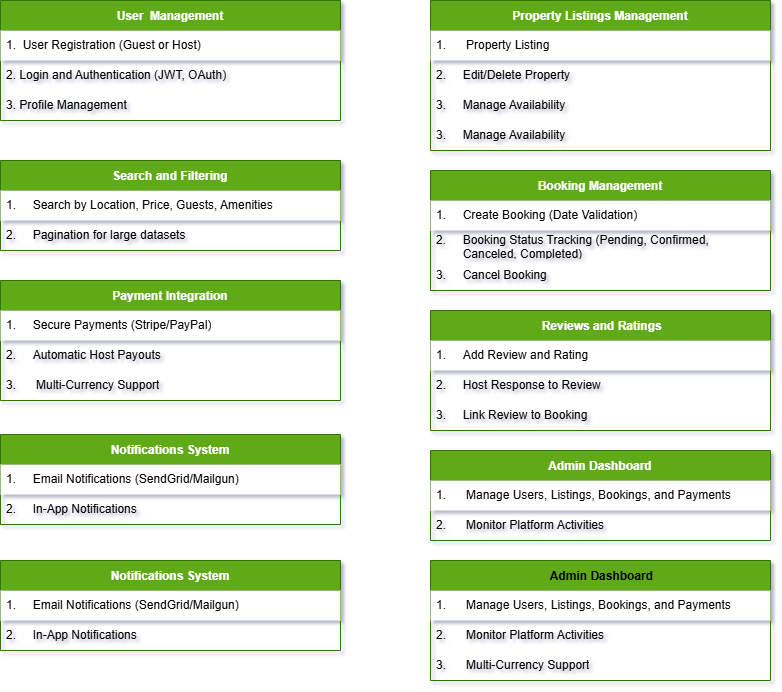 User  Management
1.  User Registration (Guest or Host)
2. Login and Authentication (JWT, OAuth)
3. Profile Management
Search and Filtering
1. Search by Location, Price, Guests, Amenities
2. Pagination for large datasets
Payment Integration
1. Secure Payments (Stripe/PayPal)
2. Automatic Host Payouts
3. Multi-Currency Support
Notifications System
1. Email Notifications (SendGrid/Mailgun)
2. In-App Notifications
Notifications System
1. Email Notifications (SendGrid/Mailgun)
2. In-App Notifications
Property Listings Management
1. Property Listing
2. Edit/Delete Property
3. Manage Availability
3. Manage Availability
Booking Management
1. Create Booking (Date Validation)
2. Booking Status Tracking (Pending, Confirmed,
Canceled, Completed)
3. Cancel Booking
Reviews and Ratings
1. Add Review and Rating
2. Host Response to Review
3. Link Review to Booking
Admin Dashboard
1. Manage Users, Listings, Bookings, and Payments
2. Monitor Platform Activities
Admin Dashboard
1. Manage Users, Listings, Bookings, and Payments
2. Monitor Platform Activities
3. Multi-Currency Support